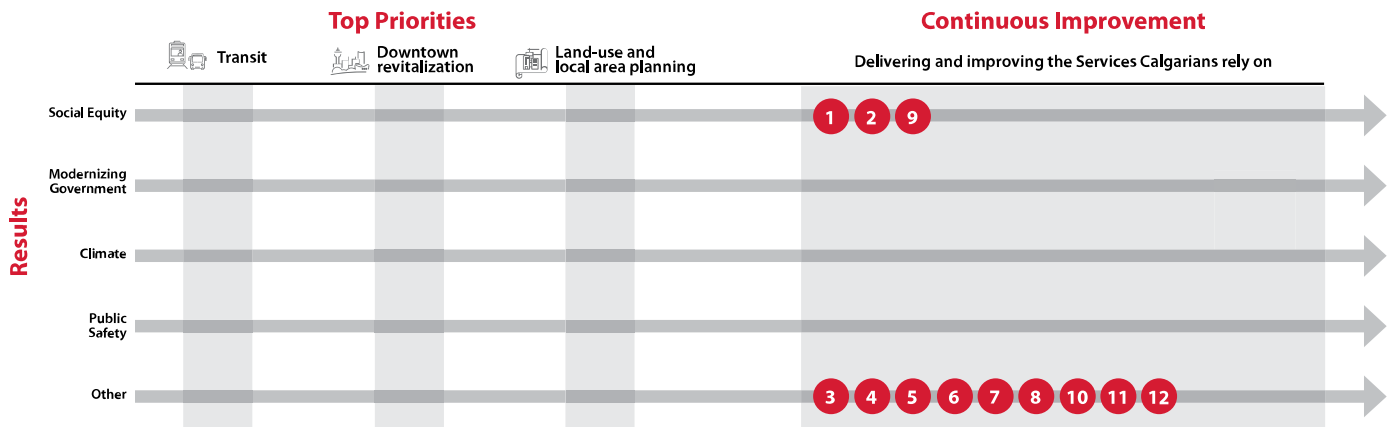 Top Priorities
Continuous Improvement
Transit
Downtown
revitalization
Land-use and
local area planning
Delivering and improving the Services Calgarians rely on
Results
Social Equity
1 2 9
Modernizing
Government
Climate
Public
Safety
Other
3 4 5 6 7 8 10 11 12